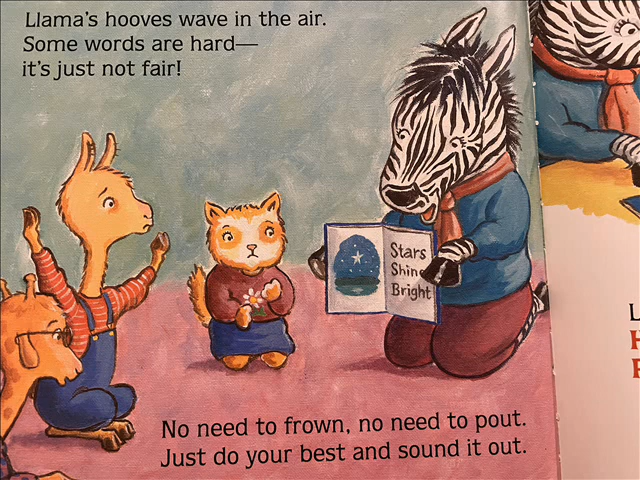 Llama's hooves wave in the air.
Some words are hard—
it's just not fair!
Stars
Shine
Bright
No need to frown, no need to pout.
Just do your best and sound it out.